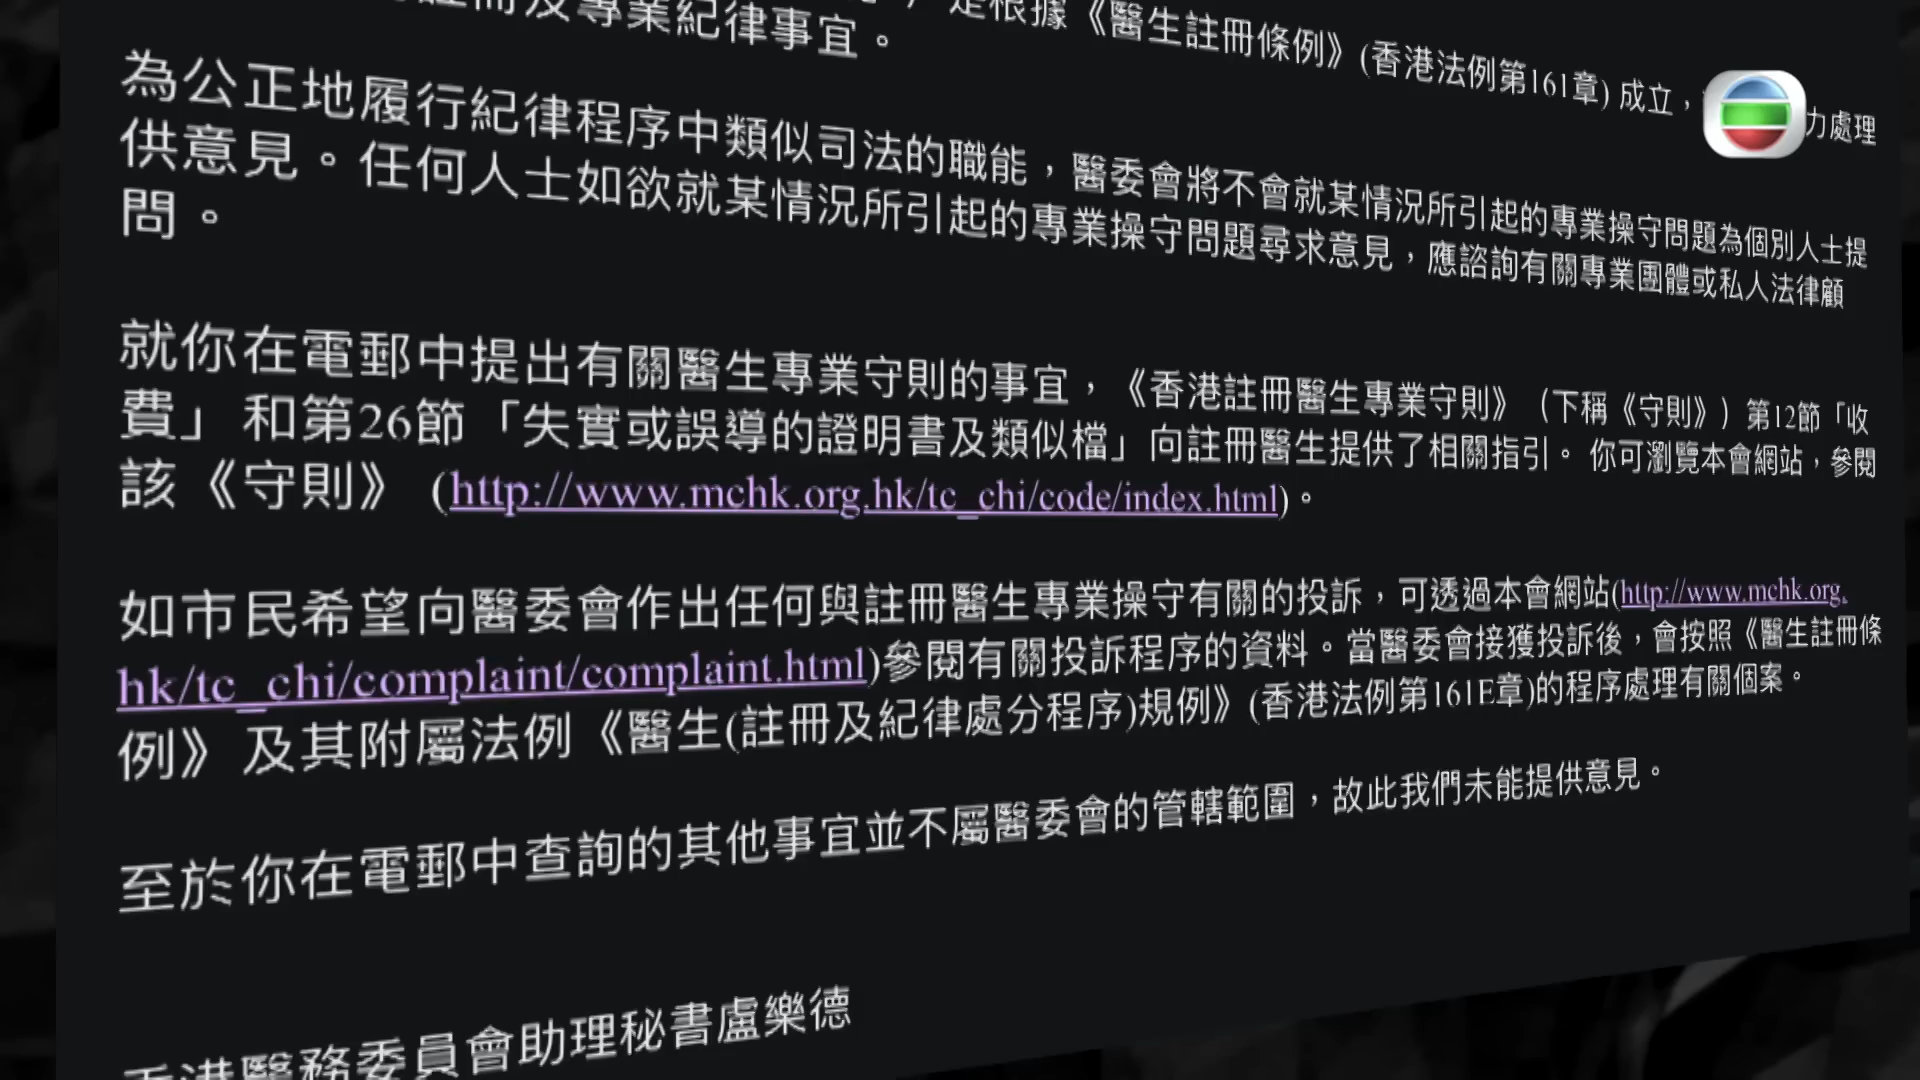 註冊及專業紀律事宜。是根據《醫生註冊條例》(香港法例第161章) 成立，力處理
為公正地履行紀律程序中類似司法的職能，醫委會將不會就某情況所引起的專業操守問題為個別人士提
供意見。任何人士如欲就某情況所引起的專業操守問題尋求意見，應諮詢有關專業團體或私人法律顧
問。
就你在電郵中提出有關醫生專業守則的事宜，《香港註冊醫生專業守則》（下稱《守則》）第12節「收
費」和第26節「失實或誤導的證明書及類似檔」向註冊醫生提供了相關指引。 你可瀏覽本會網站，參閱
該《守則》 (http://www.mchk.org.hk/tc_chi/code/index.html)。
如市民希望向醫委會作出任何與註冊醫生專業操守有關的投訴，可透過本會網站(http://www.mchk.org.
hk/tc_chi/complaint/complaint.html)參閱有關投訴程序的資料。當醫委會接獲投訴後，會按照《醫生註冊條
例》及其附屬法例《醫生(註冊及紀律處分程序)規例》(香港法例第161E章)的程序處理有關個案。
至於你在電郵中查詢的其他事宜並不屬醫委會的管轄範圍，故此我們未能提供意見。
香港醫務委員會助理秘書盧樂德